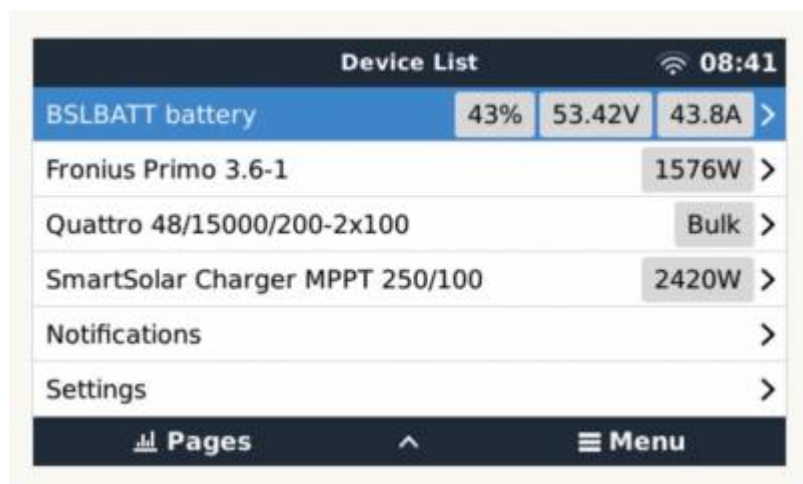 Device List 08:41
BSLBATT battery 43% 53.42V 43.8A
Fronius Primo 3.6-1 1576W
Quattro 48/15000/200-2x100 Bulk
SmartSolar Charger MPPT 250/100 2420W
Notifications
Settings
Pages Menu